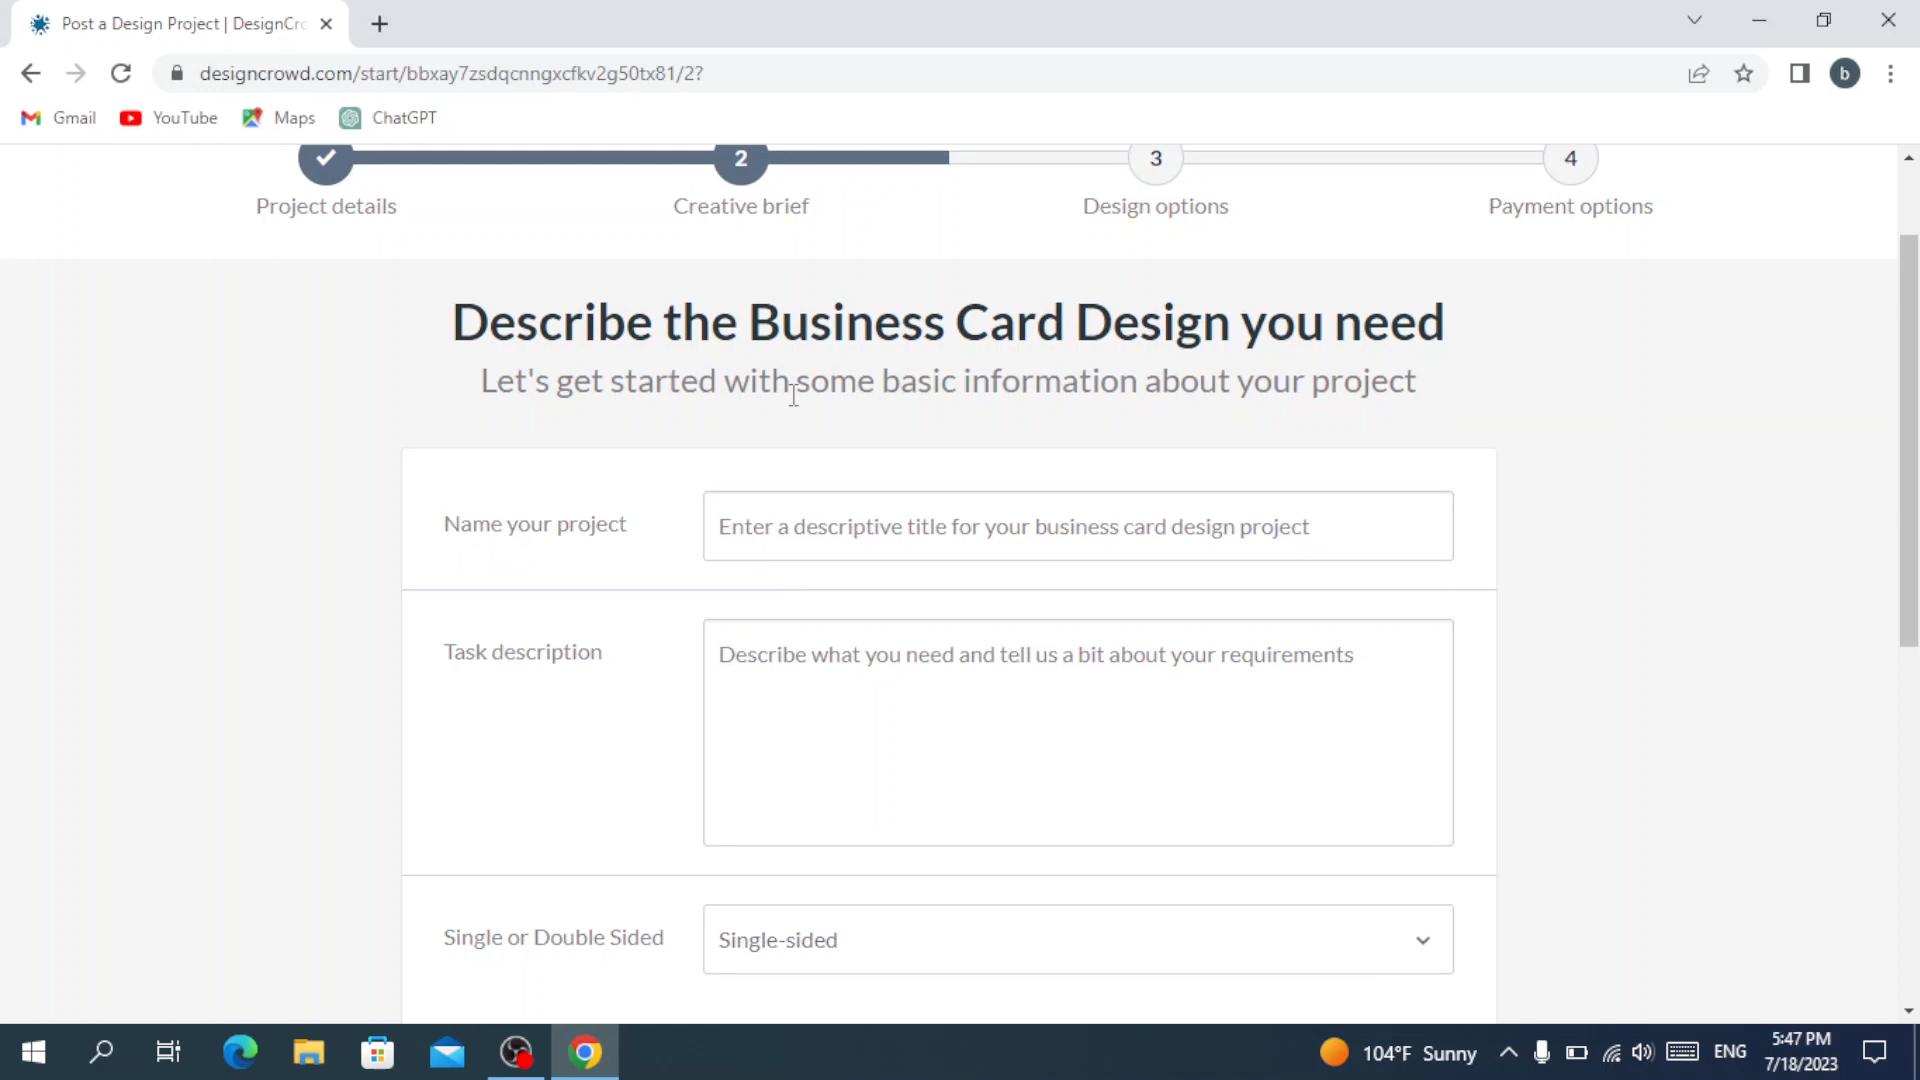 Post a Design Project | DesignCr
designcrowd.com/start/bbxay7zsdqcnngxcfkv2g50tx81/2?
b
Gmail
YouTube
Maps
ChatGPT
2
3
4
Project details
Creative brief
Design options
Payment options
Describe the Business Card Design you need
Let's get started with some basic information about your project
Name your project
Enter a descriptive title for your business card design project
Task description
Describe what you need and tell us a bit about your requirements
Single or Double Sided
Single-sided
104°F Sunny
ENG
5:47 PM
7/18/2023